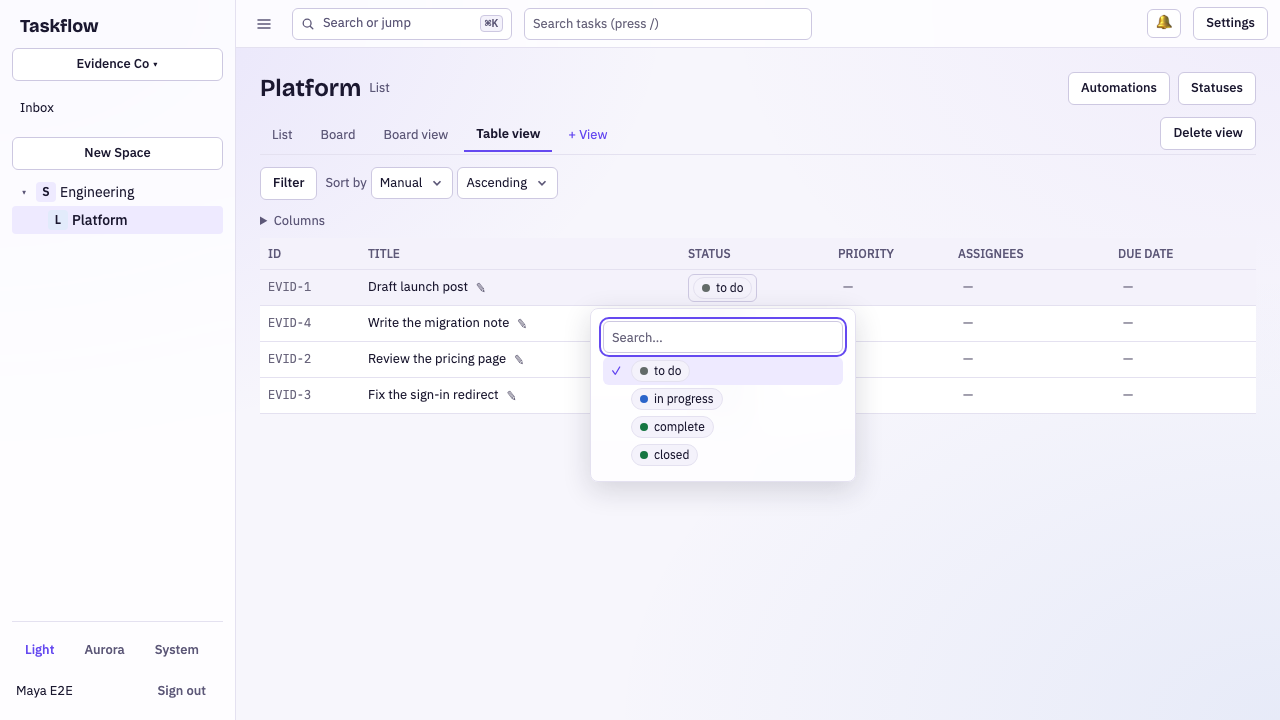 Taskflow
Evidence Co ▾
Inbox
New Space
▾ S Engineering
L Platform
Light Aurora System
Maya E2E Sign out
Search or jump ⌘K
Search tasks (press /)
Settings
Platform List
Automations Statuses
List Board Board view Table view + View
Delete view
Filter Sort by Manual Ascending
Columns
ID TITLE STATUS PRIORITY ASSIGNEES DUE DATE
EVID-1 Draft launch post to do — — —
EVID-4 Write the migration note — —
EVID-2 Review the pricing page — —
EVID-3 Fix the sign-in redirect — —
Search...
✓ to do
in progress
complete
closed